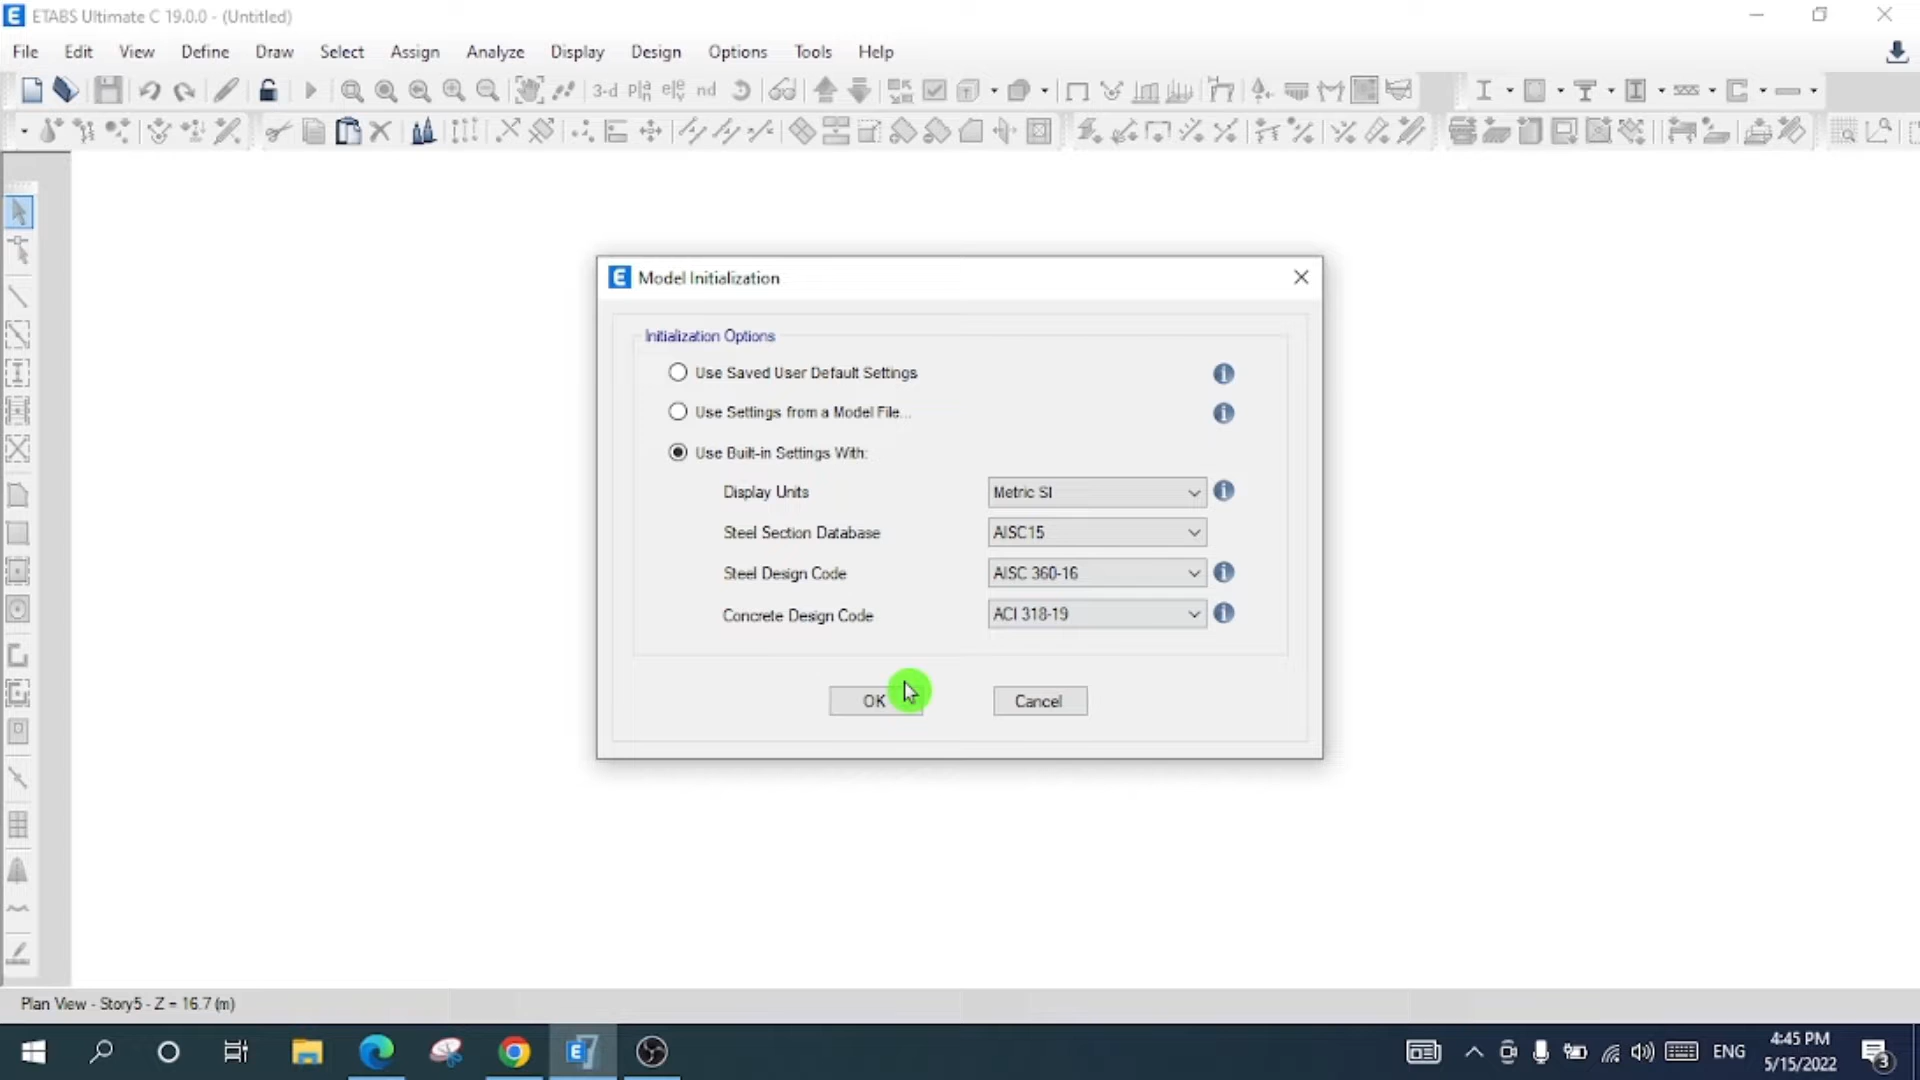 ETABS Ultimate C 19.0.0 - (Untitled)
File Edit View Define Draw Select Assign Analyze Display Design Options Tools Help
3-d nd
Model Initialization
Initialization Options
Use Saved User Default Settings
Use Settings from a Model File...
Use Built-in Settings With:
Display Units Metric SI
Steel Section Database AISC15
Steel Design Code AISC 360-16
Concrete Design Code ACI 318-19
OK Cancel
Plan View - Story5 - Z = 16.7 (m)
ENG
4:45 PM
5/15/2022
3